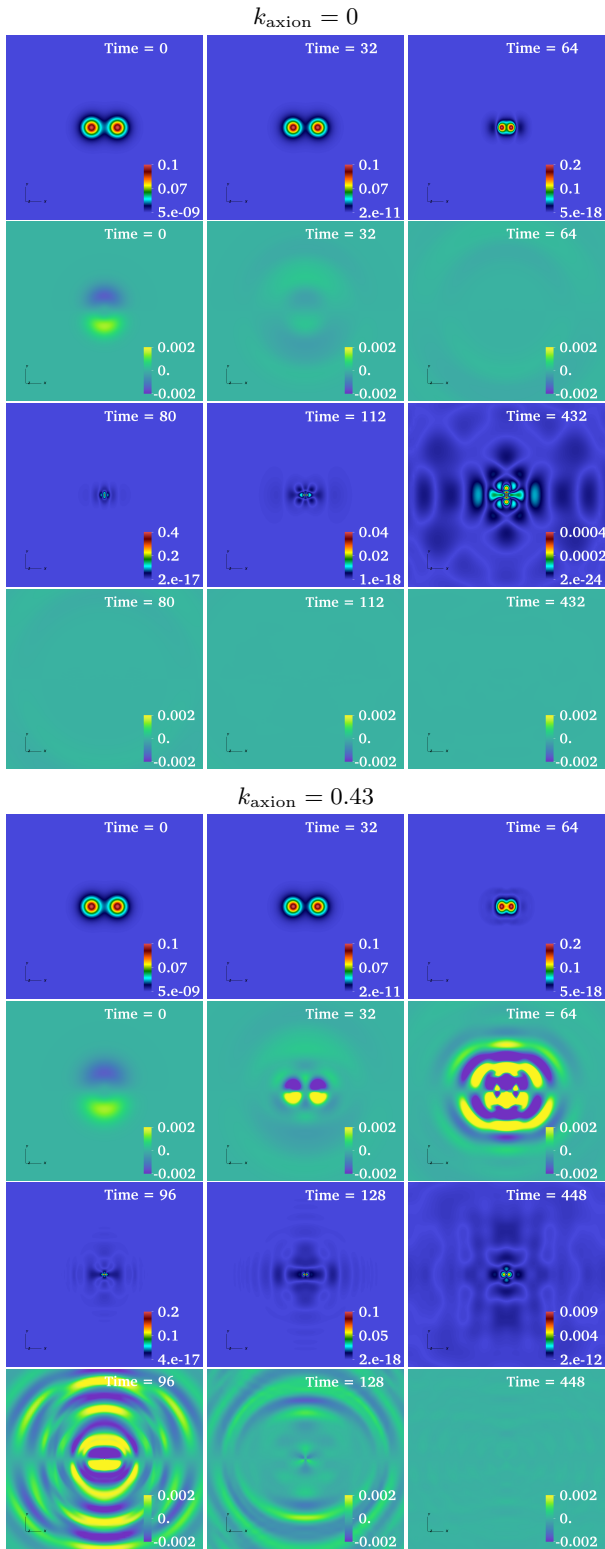 k_axion = 0
Time = 0 Time = 32 Time = 64
0.1 0.1 0.2
0.07 0.07 0.1
5.e-09 2.e-11 5.e-18
Time = 0 Time = 32 Time = 64
0.002 0.002 0.002
0. 0. 0.
-0.002 -0.002 -0.002
Time = 80 Time = 112 Time = 432
0.4 0.04 0.0004
0.2 0.02 0.0002
2.e-17 1.e-18 2.e-24
Time = 80 Time = 112 Time = 432
0.002 0.002 0.002
0. 0. 0.
-0.002 -0.002 -0.002
k_axion = 0.43
Time = 0 Time = 32 Time = 64
0.1 0.1 0.2
0.07 0.07 0.1
5.e-09 2.e-11 5.e-18
Time = 0 Time = 32 Time = 64
0.002 0.002 0.002
0. 0. 0.
-0.002 -0.002 -0.002
Time = 96 Time = 128 Time = 448
0.2 0.1 0.009
0.1 0.05 0.004
4.e-17 2.e-18 2.e-12
Time = 96 Time = 128 Time = 448
0.002 0.002 0.002
0. 0. 0.
-0.002 -0.002 -0.002